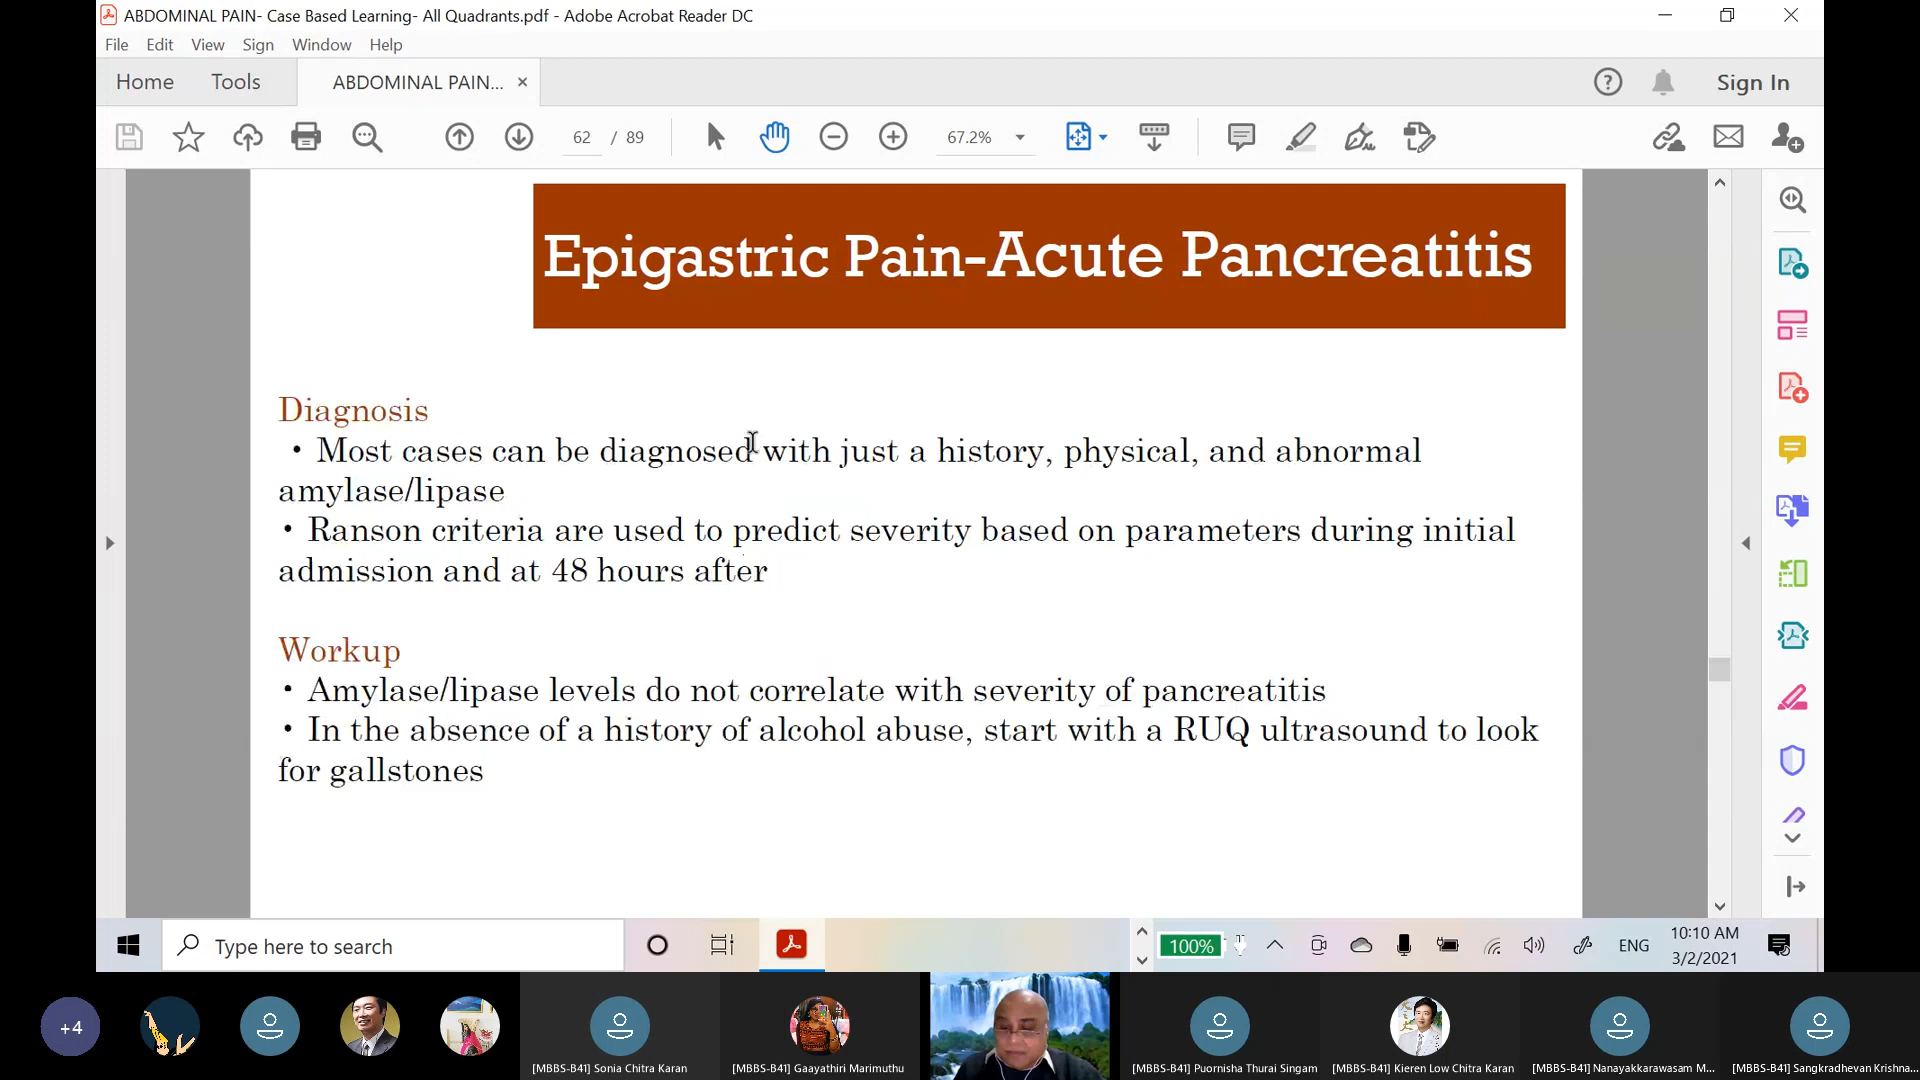 ABDOMINAL PAIN- Case Based Learning- All Quadrants.pdf - Adobe Acrobat Reader DC
File Edit View Sign Window Help
Home Tools ABDOMINAL PAIN... × Sign In
62 / 89 67.2%
Epigastric Pain-Acute Pancreatitis
Diagnosis
• Most cases can be diagnosed with just a history, physical, and abnormal
amylase/lipase
• Ranson criteria are used to predict severity based on parameters during initial
admission and at 48 hours after
Workup
• Amylase/lipase levels do not correlate with severity of pancreatitis
• In the absence of a history of alcohol abuse, start with a RUQ ultrasound to look
for gallstones
Type here to search 100% ENG 10:10 AM
3/2/2021
+4
[MBBS-B41] Sonia Chitra Karan [MBBS-B41] Gaayathiri Marimuthu [MBBS-B41] Puornisha Thurai Singam [MBBS-B41] Kieren Low Chitra Karan [MBBS-B41] Nanayakkarawasam M... [MBBS-B41] Sangkradhevan Krishna...